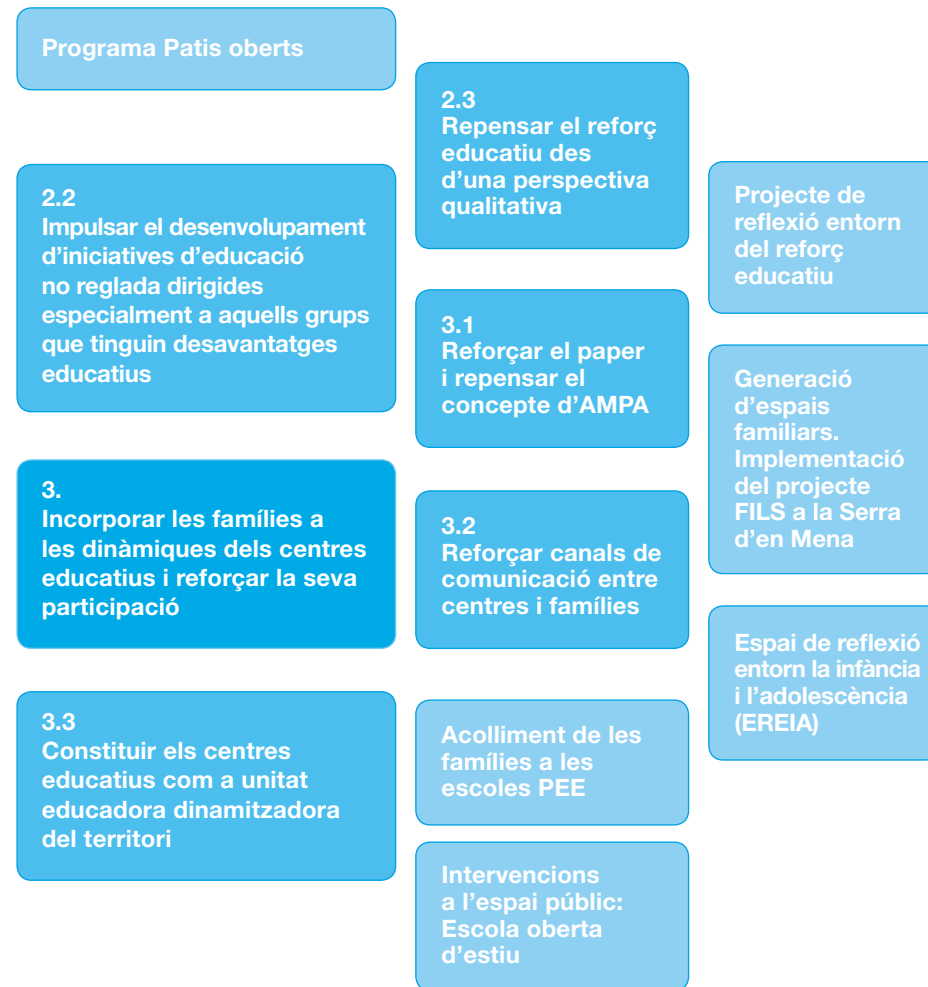 Programa Patis oberts
2.2
Impulsar el desenvolupament
d’iniciatives d’educació
no reglada dirigides
especialment a aquells grups
que tinguin desavantatges
educatius
3.
Incorporar les famílies a
les dinàmiques dels centres
educatius i reforçar la seva
participació
3.3
Constituir els centres
educatius com a unitat
educadora dinamitzadora
del territori
2.3
Repensar el reforç
educatiu des
d’una perspectiva
qualitativa
3.1
Reforçar el paper
i repensar el
concepte d’AMPA
3.2
Reforçar canals de
comunicació entre
centres i famílies
Acolliment de les
famílies a les
escoles PEE
Intervencions
a l’espai públic:
Escola oberta
d’estiu
Projecte de
reflexió entorn
del reforç
educatiu
Generació
d’espais
familiars.
Implementació
del projecte
FILS a la Serra
d’en Mena
Espai de reflexió
entorn la infància
i l’adolescència
(EREIA)